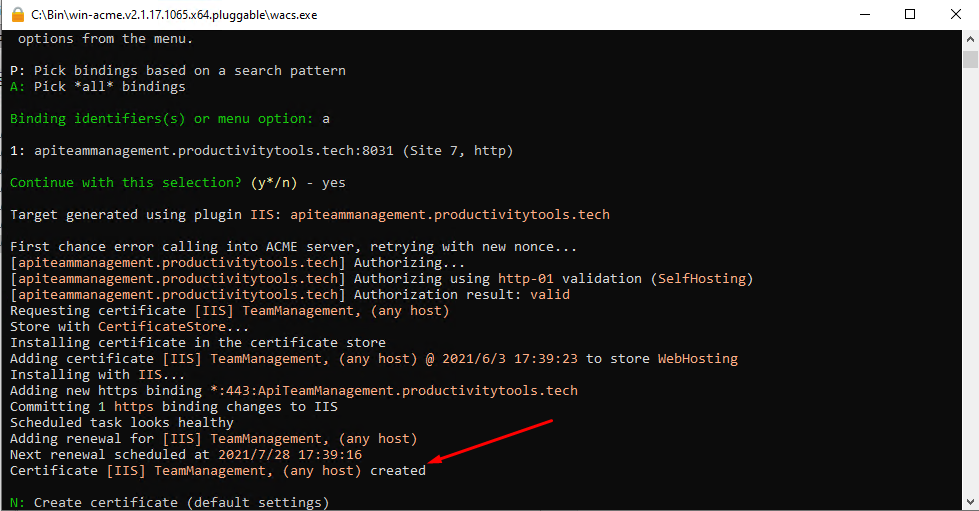 C:\Bin\win-acme.v2.1.17.1065.x64.pluggable\wacs.exe
options from the menu.
P: Pick bindings based on a search pattern
A: Pick *all* bindings
Binding identifiers(s) or menu option: a
1: apiteammanagement.productivitytools.tech:8031 (Site 7, http)
Continue with this selection? (y*/n) - yes
Target generated using plugin IIS: apiteammanagement.productivitytools.tech
First chance error calling into ACME server, retrying with new nonce...
[apiteammanagement.productivitytools.tech] Authorizing...
[apiteammanagement.productivitytools.tech] Authorizing using http-01 validation (SelfHosting)
[apiteammanagement.productivitytools.tech] Authorization result: valid
Requesting certificate [IIS] TeamManagement, (any host)
Store with CertificateStore...
Installing certificate in the certificate store
Adding certificate [IIS] TeamManagement, (any host) @ 2021/6/3 17:39:23 to store WebHosting
Installing with IIS...
Adding new https binding *:443:ApiTeamManagement.productivitytools.tech
Committing 1 https binding changes to IIS
Scheduled task looks healthy
Adding renewal for [IIS] TeamManagement, (any host)
Next renewal scheduled at 2021/7/28 17:39:16
Certificate [IIS] TeamManagement, (any host) created
N: Create certificate (default settings)